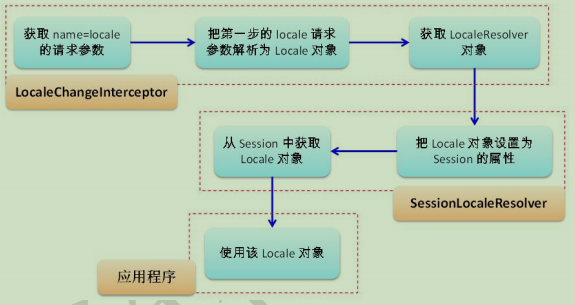 获取 name=locale
的请求参数
把第一步的 locale 请求
参数解析为 Locale 对象
获取 LocaleResolver
对象
LocaleChangeInterceptor
从 Session 中获取
Locale 对象
把 Locale 对象设置为
Session 的属性
SessionLocaleResolver
使用该 Locale 对象
应用程序